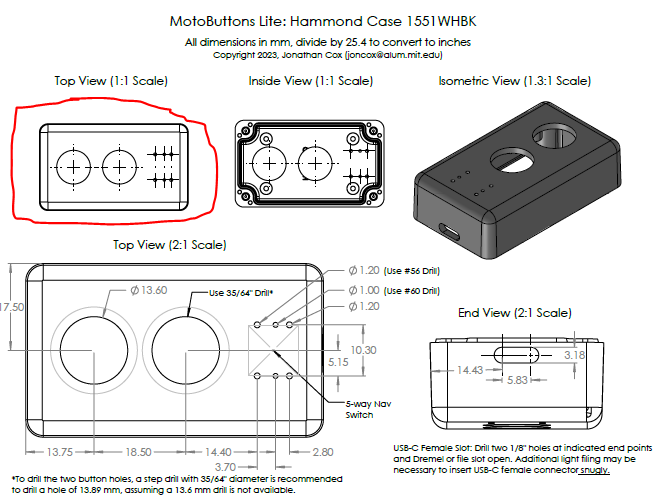 MotoButtons Lite: Hammond Case 1551WHBK
All dimensions in mm, divide by 25.4 to convert to inches
Copyright 2023, Jonathan Cox (joncox@alum.mit.edu)
Top View (1:1 Scale)
Inside View (1:1 Scale)
Isometric View (1.3:1 Scale)
Top View (2:1 Scale)
∅ 1.20 (Use #56 Drill)
∅ 13.60
Use 35/64" Drill*
∅ 1.00 (Use #60 Drill)
∅ 1.20
17.50
10.30
5.15
5-way Nav
Switch
13.75
18.50
14.40
2.80
3.70
*To drill the two button holes, a step drill with 35/64" diameter is recommended
to drill a hole of 13.89 mm, assuming a 13.6 mm drill is not available.
End View (2:1 Scale)
3.18
14.43
5.83
USB-C Female Slot: Drill two 1/8" holes at indicated end points
and Dremel or file slot open. Additional light filing may be
necessary to insert USB-C female connector snugly.